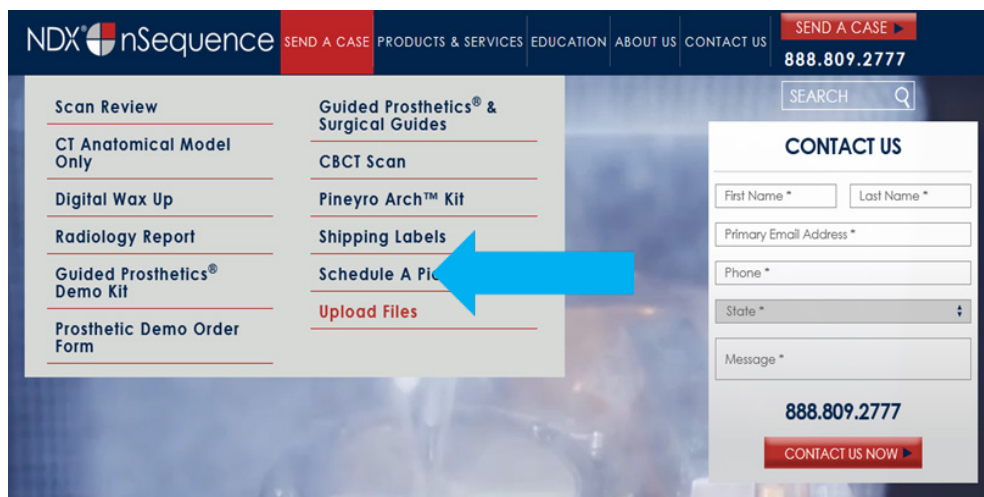 NDX nSequence
SEND A CASE PRODUCTS & SERVICES EDUCATION ABOUT US CONTACT US
SEND A CASE
888.809.2777
SEARCH
Scan Review
CT Anatomical Model
Only
Digital Wax Up
Radiology Report
Guided Prosthetics®
Demo Kit
Prosthetic Demo Order
Form
Guided Prosthetics® &
Surgical Guides
CBCT Scan
Pineyro Arch™ Kit
Shipping Labels
Schedule A
Upload Files
CONTACT US
First Name * Last Name *
Primary Email Address *
Phone *
State *
Message *
888.809.2777
CONTACT US NOW